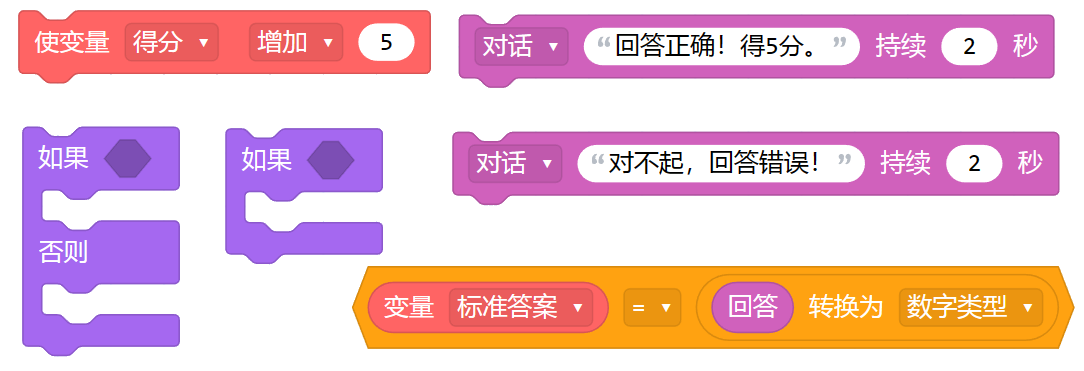 使变量 得分 增加 5
对话 “回答正确！得5分。” 持续 2 秒
如果
否则
如果
对话 “对不起，回答错误！” 持续 2 秒
变量 标准答案 = 回答 转换为 数字类型